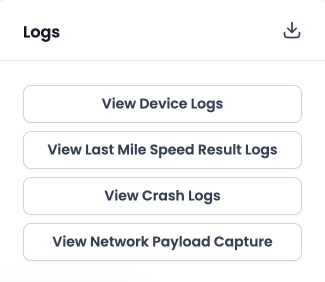 Logs
View Device Logs
View Last Mile Speed Result Logs
View Crash Logs
View Network Payload Capture